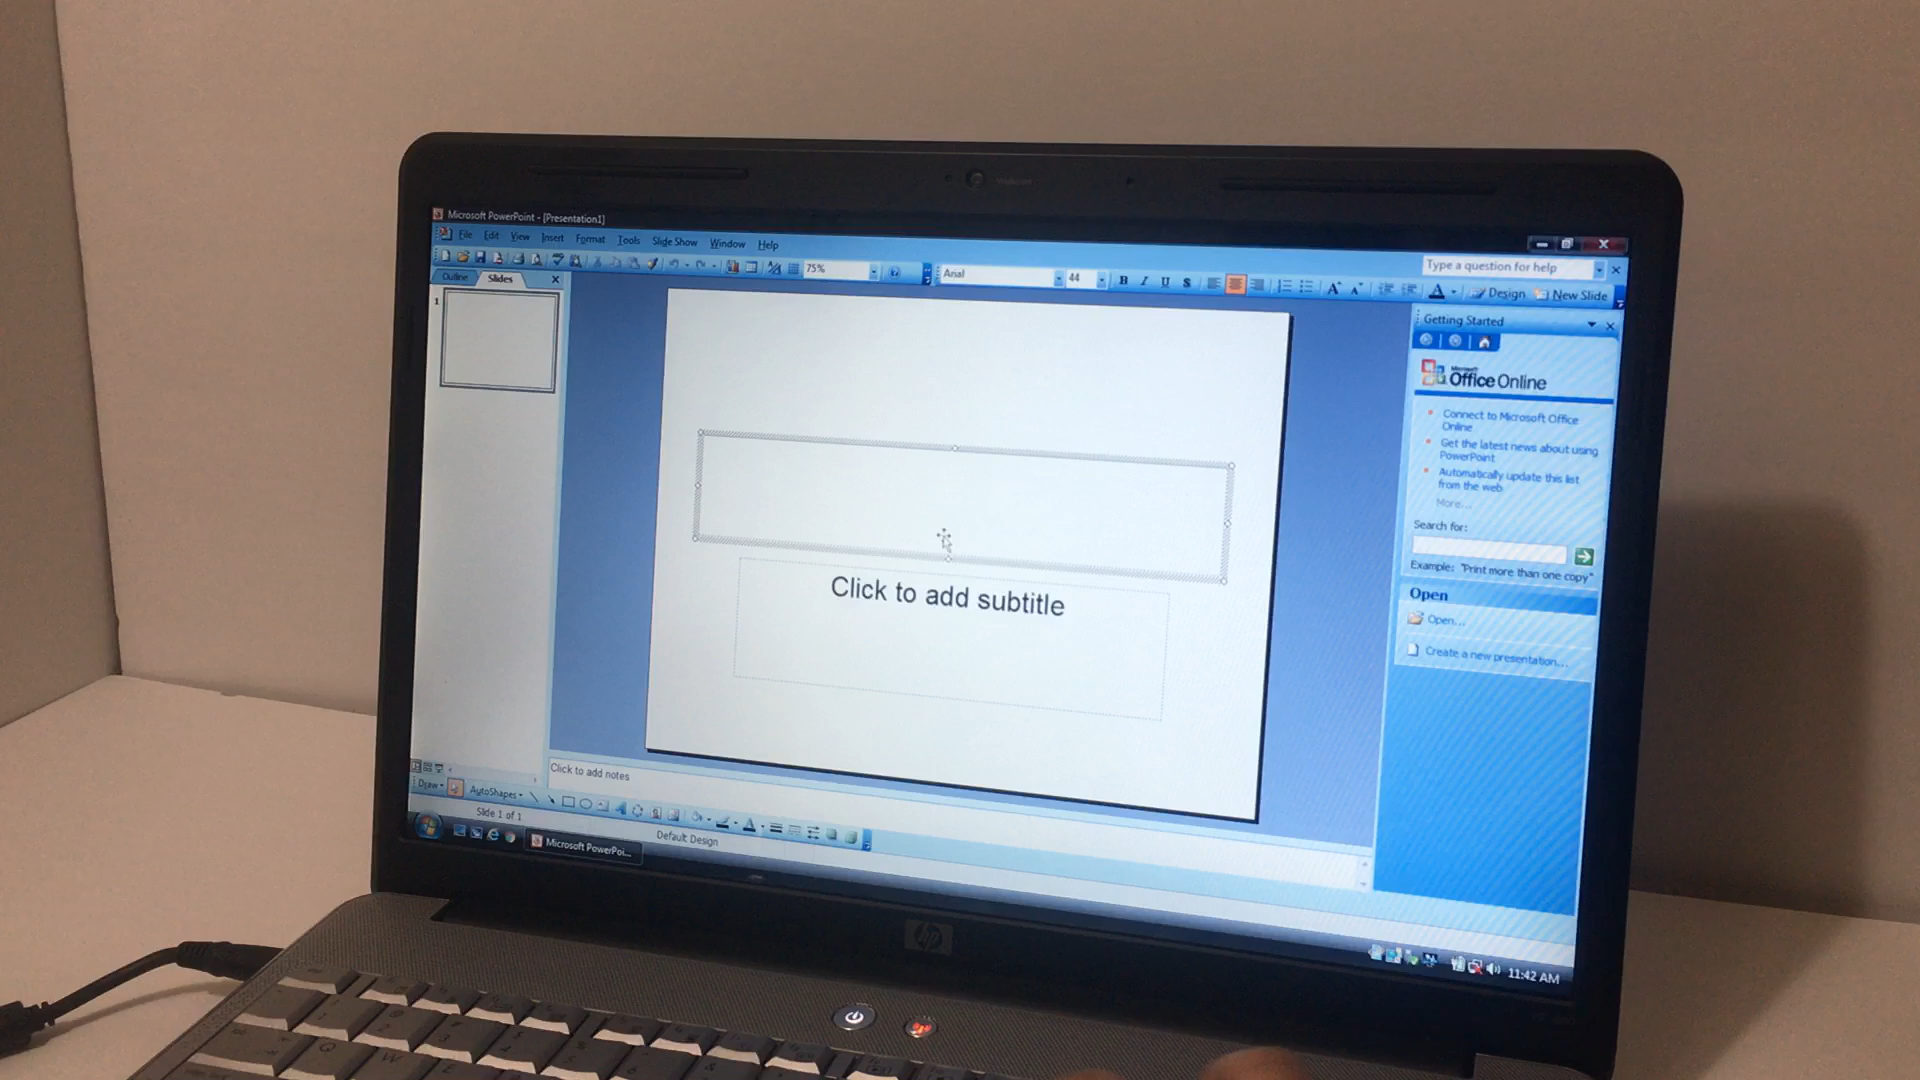 Microsoft PowerPoint - [Presentation1]
File Edit View Insert Format Tools Slide Show Window Help
Type a question for help
75%
Arial
44
B I U S
Design
New Slide
Outline
Slides
1
Getting Started
Microsoft
Office Online
Connect to Microsoft Office
Online
Get the latest news about using
PowerPoint
Automatically update this list
from the web
More...
Search for:
Example: "Print more than one copy"
Open
Open...
Create a new presentation...
Click to add subtitle
Click to add notes
Draw
AutoShapes
Slide 1 of 1
Default Design
Microsoft PowerPoi...
11:42 AM
hp
Q
W
E